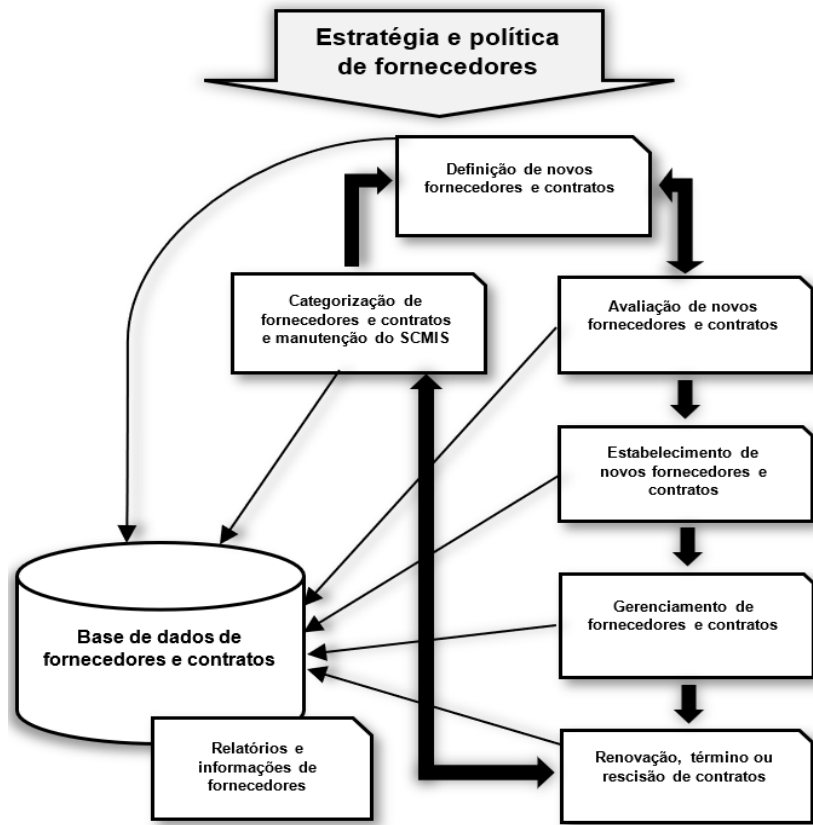 Estratégia e política
de fornecedores
Definição de novos
fornecedores e contratos
Categorização de
fornecedores e contratos
e manutenção do SCMIS
Avaliação de novos
fornecedores e contratos
Estabelecimento de
novos fornecedores e
contratos
Gerenciamento de
fornecedores e contratos
Base de dados de
fornecedores e contratos
Relatórios e
informações de
fornecedores
Renovação, término ou
rescisão de contratos